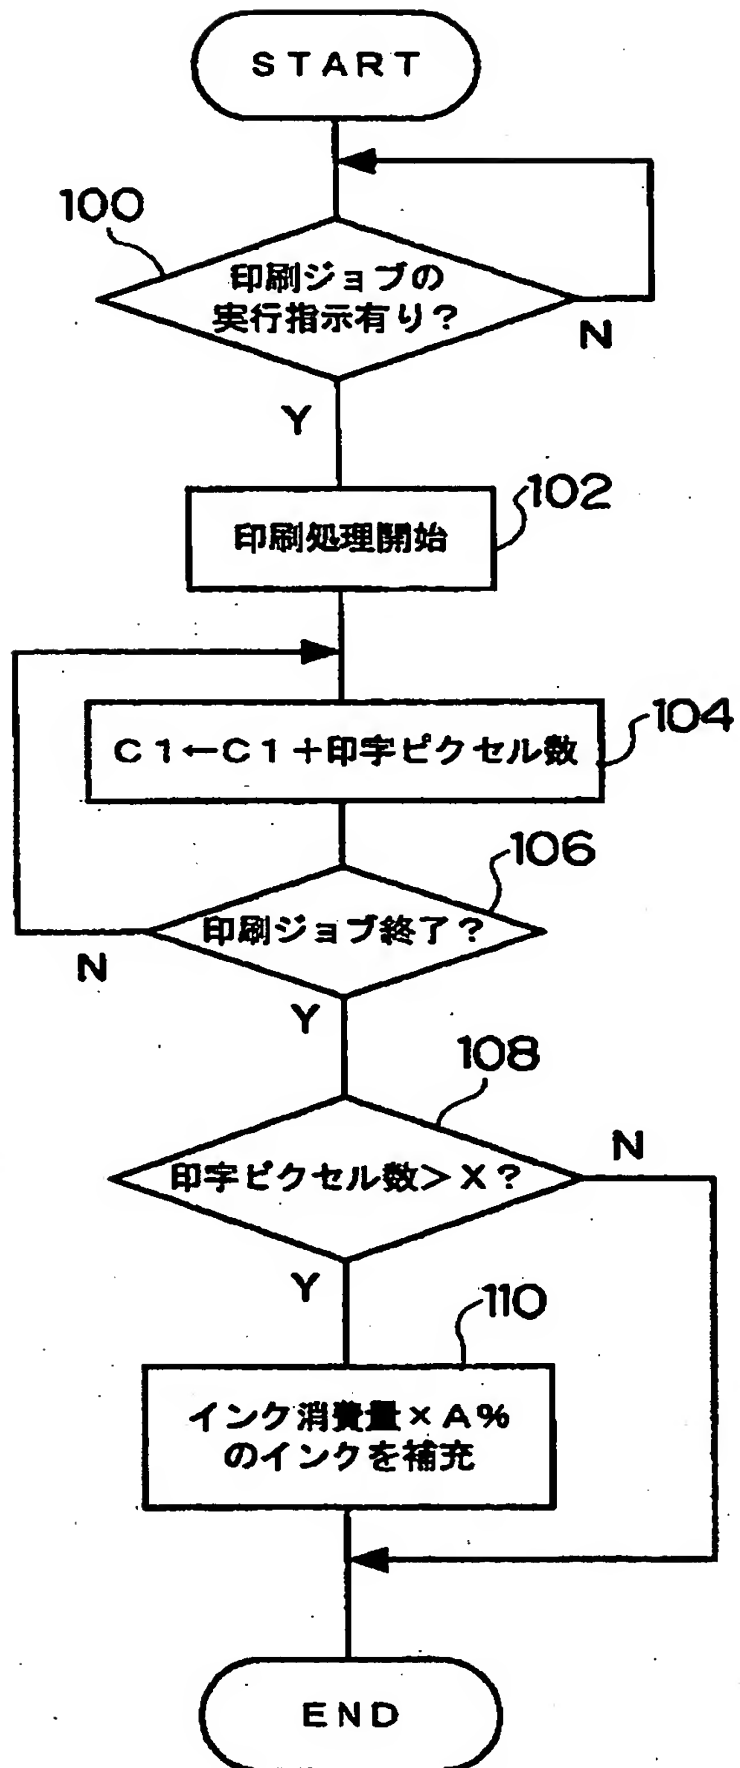 ＳＴＡＲＴ
100
印刷ジョブの
実行指示有り？
N
Y
102
印刷処理開始
104
Ｃ１←Ｃ１＋印字ピクセル数
106
印刷ジョブ終了？
N
Y
108
印字ピクセル数＞Ｘ？
N
Y
110
インク消費量×Ａ％
のインクを補充
ＥＮＤ